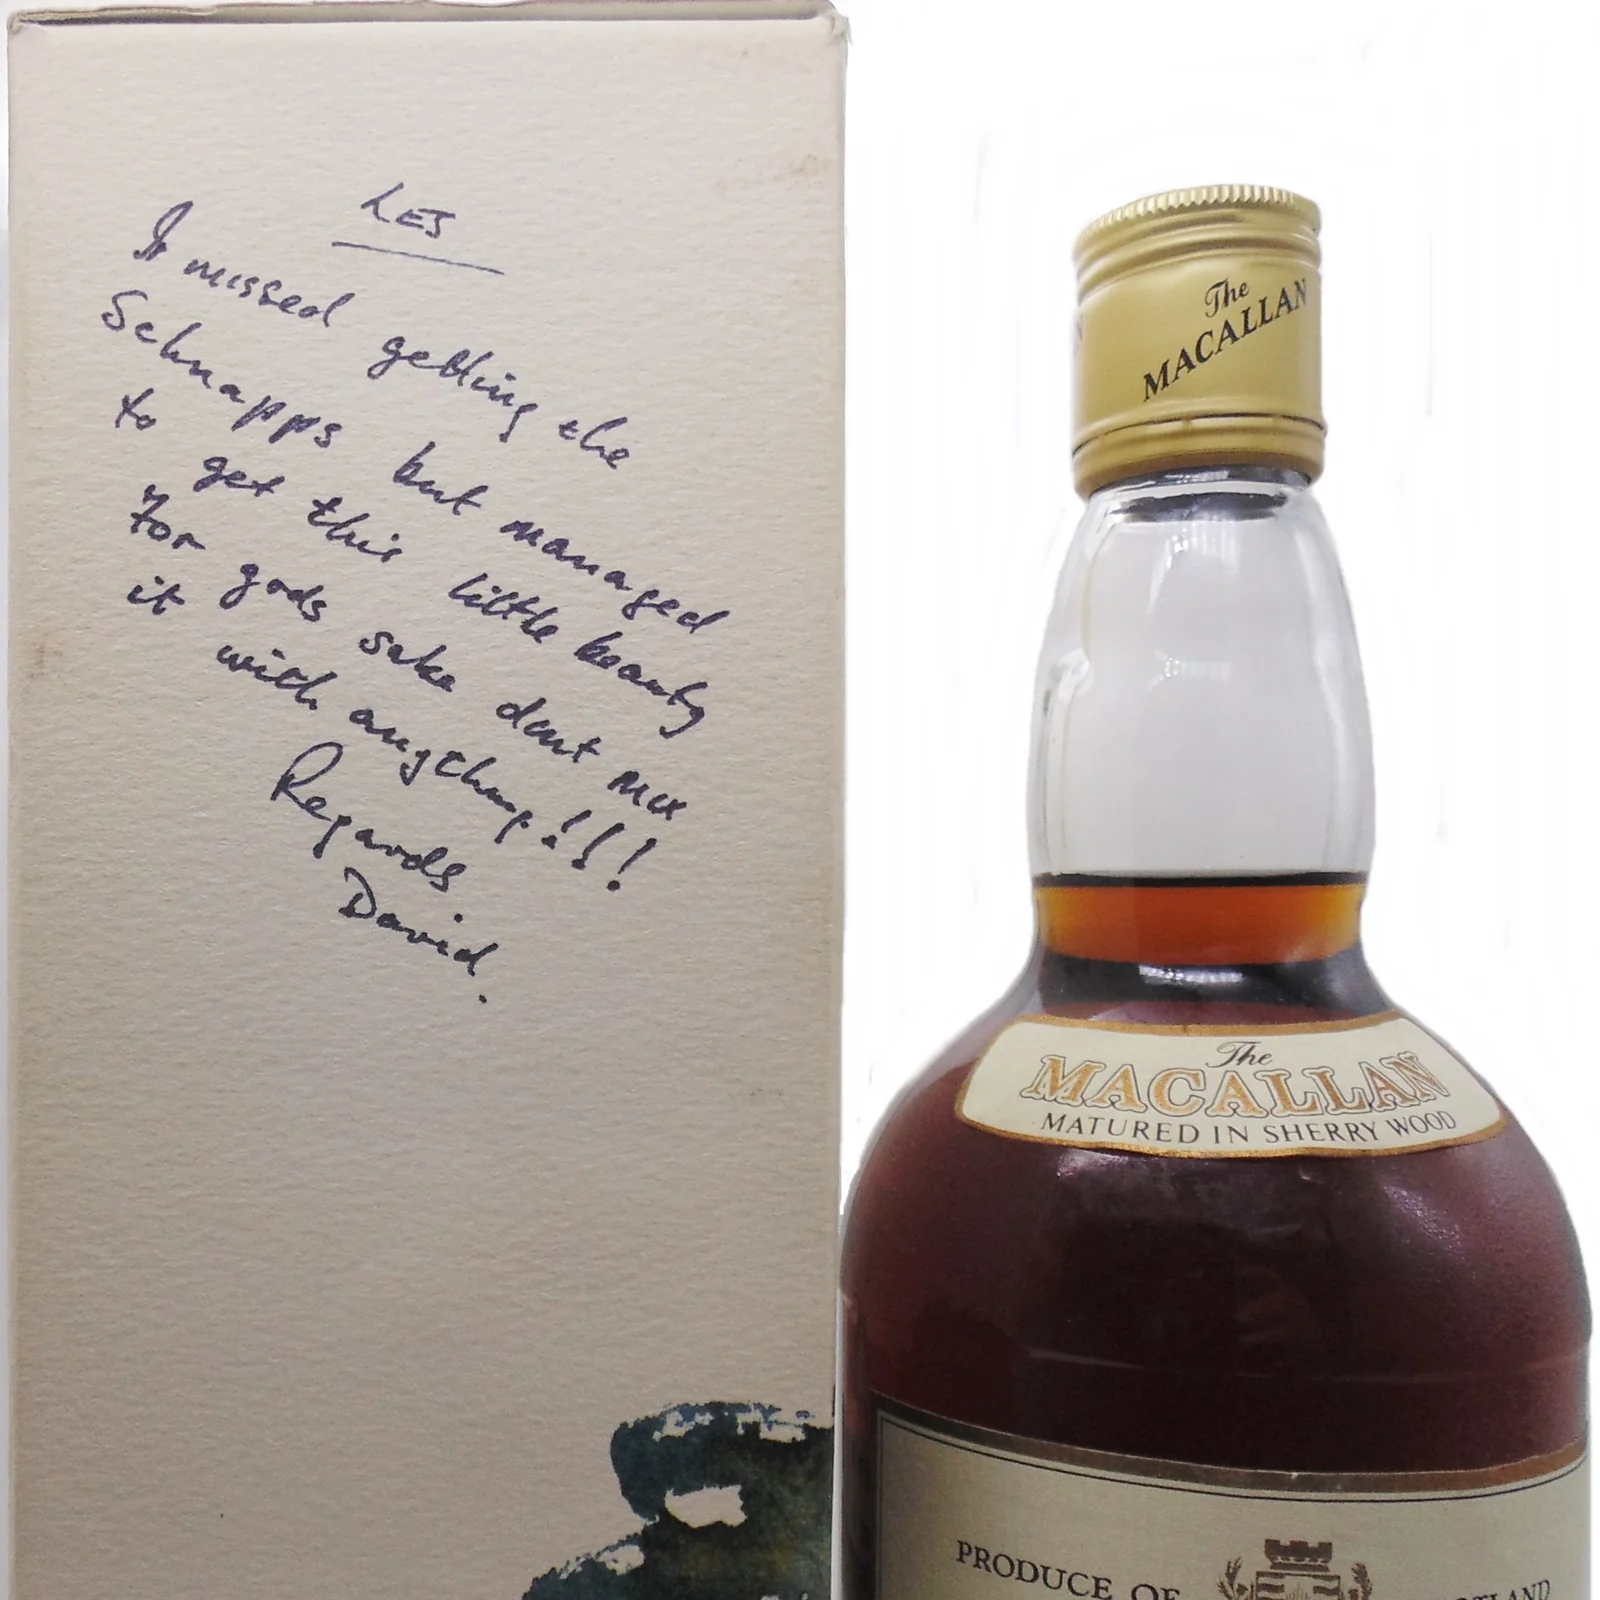 LES
I missed getting the
Schnapps but managed
to get this little beauty
For gods sake dont mix
it with anything!!!
Regards
David.
The
MACALLAN
The
MACALLAN
MATURED IN SHERRY WOOD
PRODUCE OF